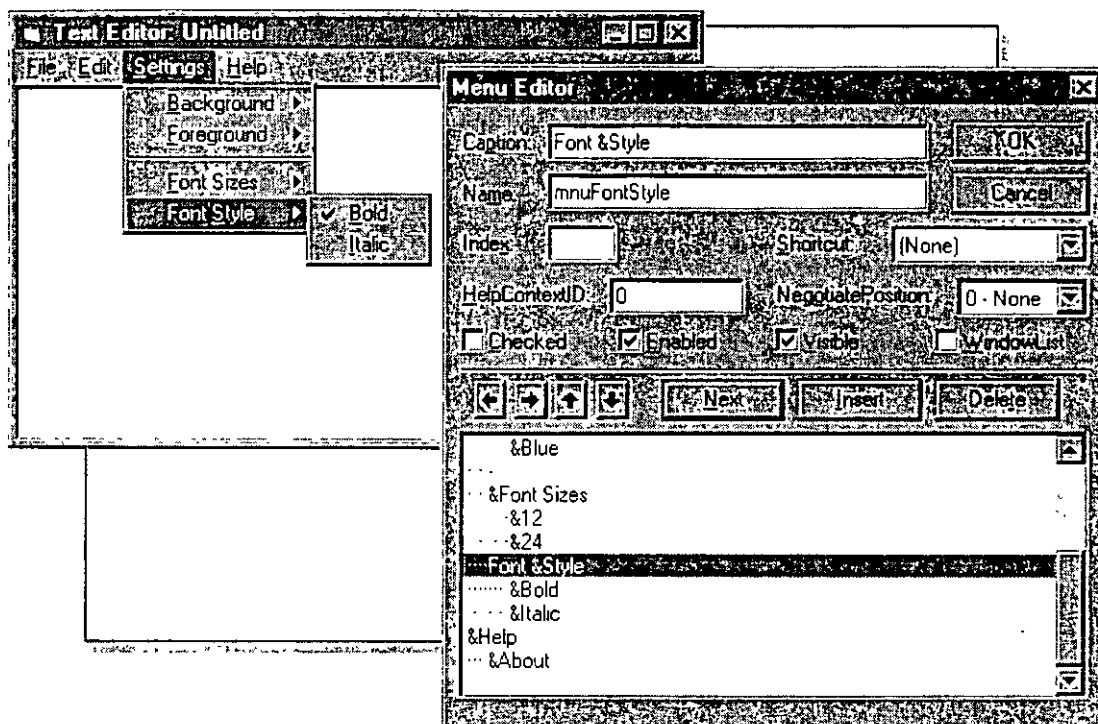 Text Editor: Untitled
File Edit Settings Help
Background
Foreground
Font Sizes
Font Style
Bold
Italic
Menu Editor
Caption: Font &Style
OK
Name: mnuFontStyle
Cancel
Index:
Shortcut: (None)
HelpContextID: 0
NegotiatePosition: 0 - None
Checked
Enabled
Visible
WindowList
Next
Insert
Delete
&Blue
····-
···&Font Sizes
·······&12
·······&24
····Font &Style
······· &Bold
······· &Italic
&Help
··· &About